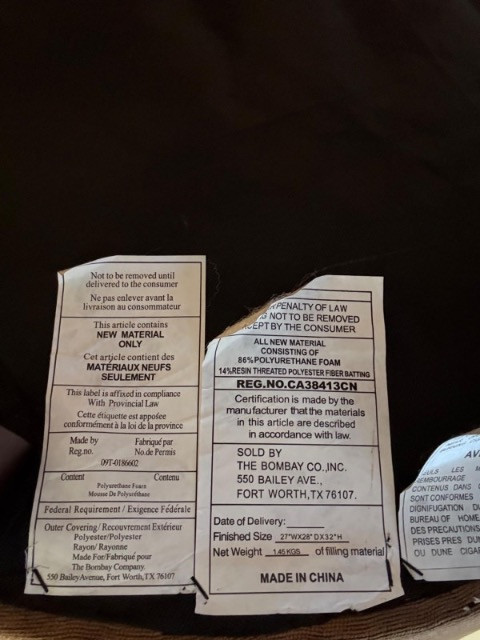 Not to be removed until
delivered to the consumer
Ne pas enlever avant la
livraison au consommateur
This article contains
NEW MATERIAL
ONLY
Cet article contient des
MATÉRIAUX NEUFS
SEULEMENT
This label is affixed in compliance
With Provincial Law
Cette étiquette est apposée
conformément à la loi de la province
Made by Fabriqué par
Reg.no. No.de Permis
09T-0186602
Content Contenu
Polyurethane Foam
Mousse De Polyuréthane
Federal Requirement / Exigence Fédérale
Outer Covering / Recouvrement Extérieur
Polyester/Polyester
Rayon/Rayonne
Made For/Fabriqué pour
The Bombay Company.
550 BaileyAvenue, Fort Worth,TX 76107
PENALTY OF LAW
NOT TO BE REMOVED
BY THE CONSUMER
ALL NEW MATERIAL
CONSISTING OF
86%POLYURETHANE FOAM
14%RESIN THREATED POLYESTER FIBER BATTING
REG.NO.CA38413CN
Certification is made by the
manufacturer that the materials
in this article are described
in accordance with law.
SOLD BY
THE BOMBAY CO.,INC.
550 BAILEY AVE.,
FORT WORTH,TX 76107.
Date of Delivery:
Finished Size 27"WX28"DX32"H
Net Weight 1.45 KGS of filling material
MADE IN CHINA
LES
CONTENUS DANS
SONT CONFORMES
BUREAU OF HOME
DES PRECAUTIONS
PRISES PRES
OU DUNE